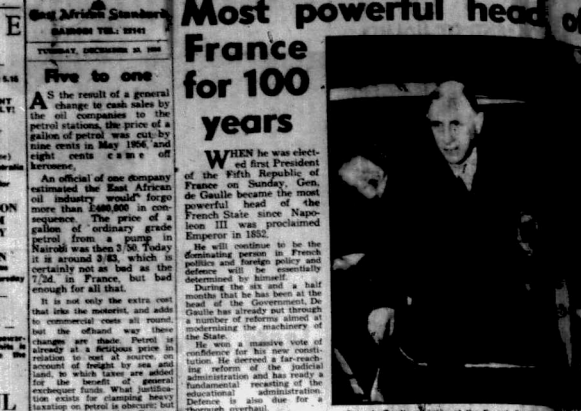 East African Standard
NAIROBI TEL.: 22141
TUESDAY, DECEMBER 23, 1958
Five to one
AS the result of a general
change to cash sales by
the oil companies to the
petrol stations, the price of a
gallon of petrol was cut by
nine cents in May 1956, and
eight cents came off
kerosene.
An official of one company
estimated the East African
oil industry would forgo
more than £400,000 in con-
sequence. The price of a
gallon of ordinary grade
petrol from a pump in
Nairobi was then 3/50. Today
it is around 3/83, which is
certainly not as bad as the
7/2d. in France, but bad
enough for all that.
It is not only the extra cost
that irks the motorist, and adds
to commercial costs all round,
but the offhand way these
changes are made. Petrol is
already at a fictitious price in
relation to cost at source, on
account of freight by sea and
land, to which taxes are added
for the benefit of general
exchequer funds. What justifica-
tion exists for clamping heavy
taxation on petrol is obscure; but
Most powerful head of
France
for 100
years
WHEN he was elect-
ed first President
of the Fifth Republic of
France on Sunday, Gen.
de Gaulle became the most
powerful head of the
French State since Napo-
leon III was proclaimed
Emperor in 1852.
He will continue to be the
dominating person in French
politics and foreign policy and
defence will be essentially
determined by himself.
During the six and a half
months that he has been at the
head of the Government, De
Gaulle has already put through
a number of reforms aimed at
modernising the machinery of
the State.
He won a massive vote of
confidence for his new consti-
tution. He decreed a far-reach-
ing reform of the judicial
administration and has ready a
fundamental recasting of the
educational administration.
Defence is also due for a
thorough overhaul.